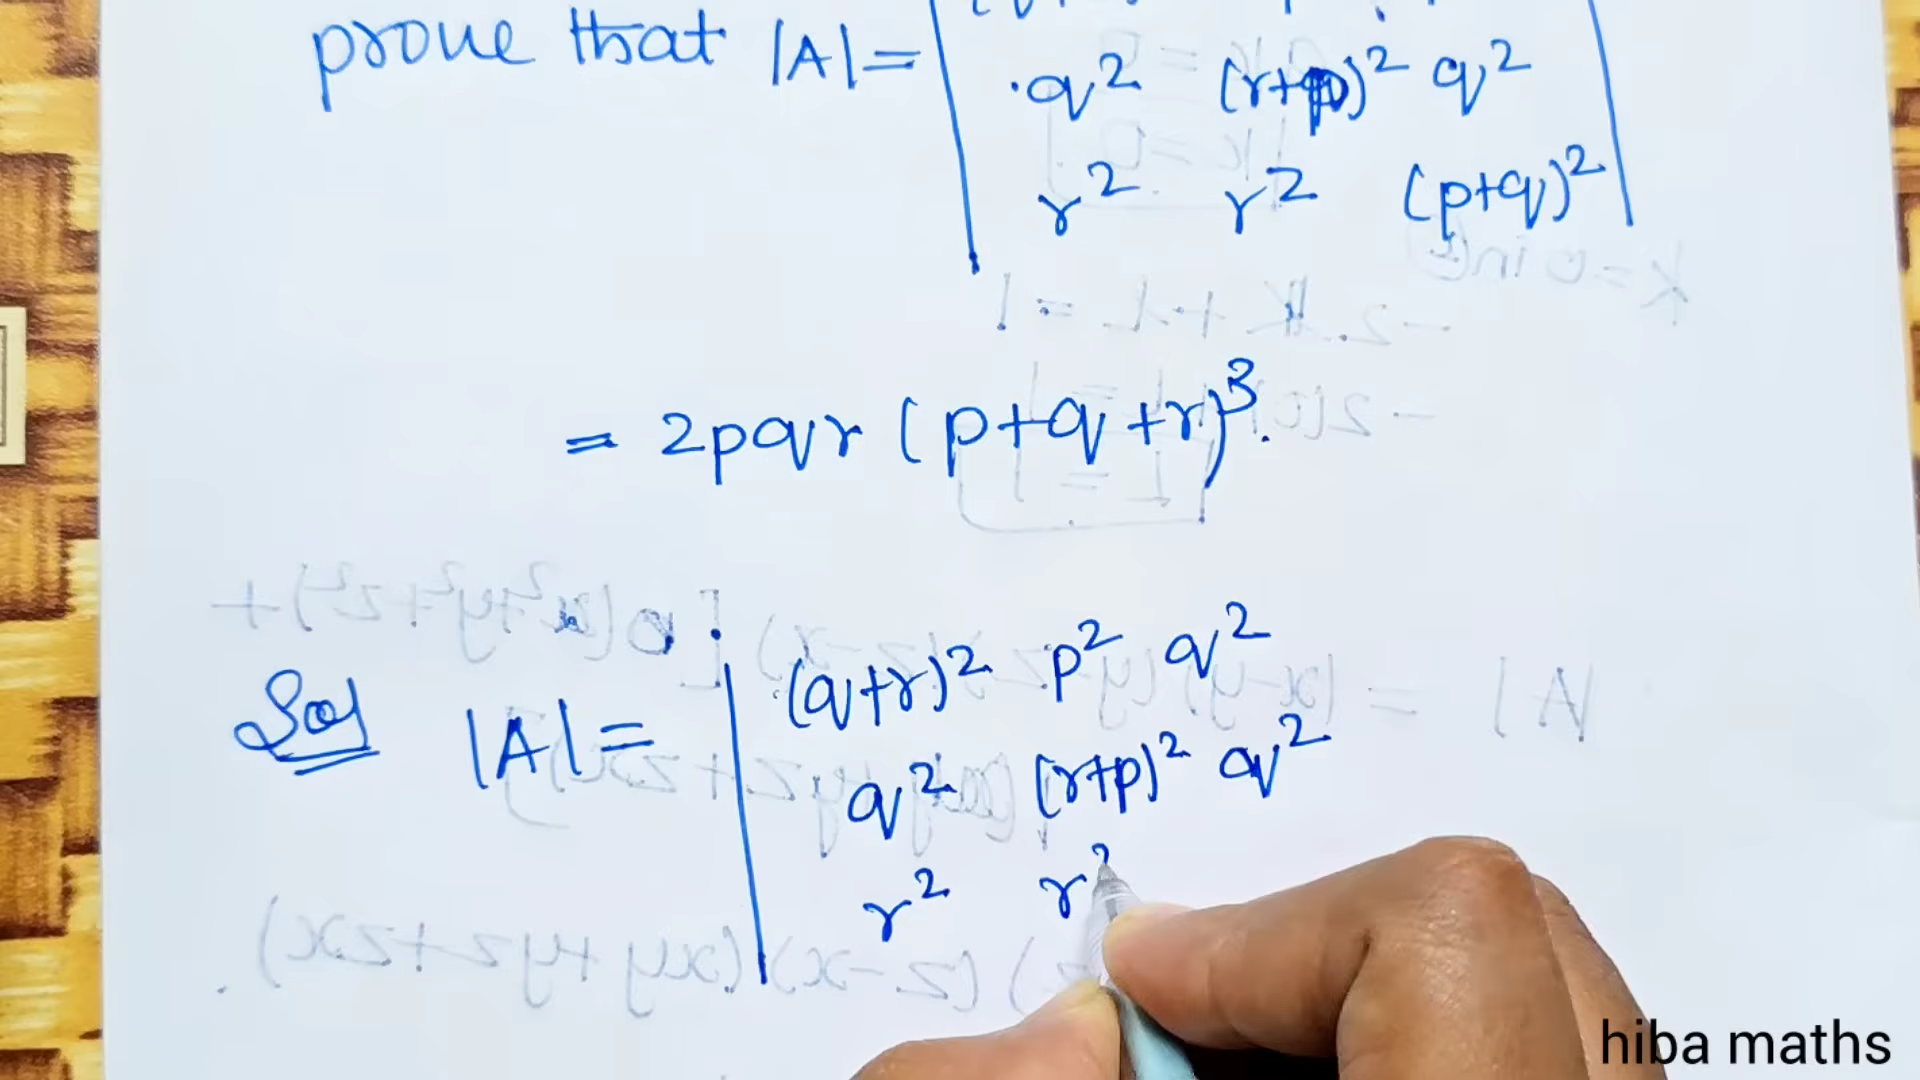 prove that |A| =
q² (r+p)² q²
r² r² (p+q)²
= 2pqr (p+q+r)³.
Sol |A| = (q+r)² p² q²
q² (r+p)² q²
r² r²
hiba maths